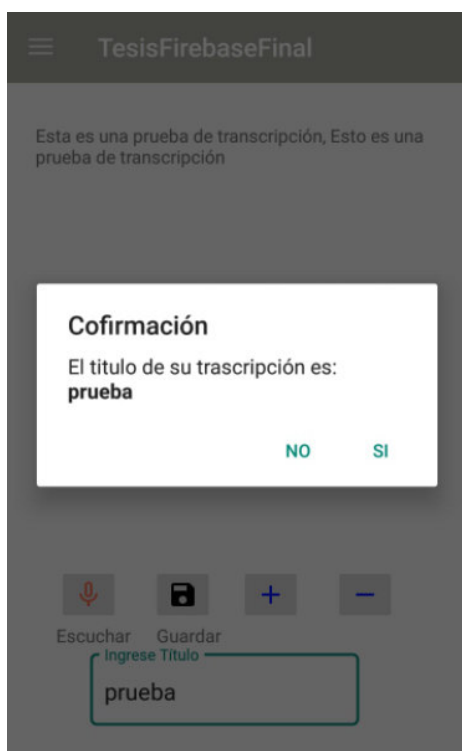 TesisFirebaseFinal
Esta es una prueba de transcripción, Esto es una
prueba de transcripción
Cofirmación
El titulo de su trascripción es:
prueba
NO SI
Escuchar Guardar
Ingrese Título
prueba